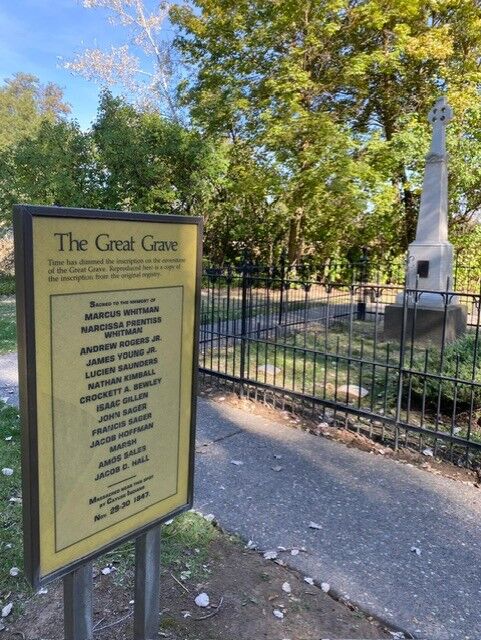 The Great Grave
Time has dimmed the inscription on the covestone
of the Great Grave. Reproduced here is a copy of
the inscription from the original registry.
SACRED TO THE MEMORY OF
MARCUS WHITMAN
NARCISSA PRENTISS
WHITMAN
ANDREW ROGERS JR.
JAMES YOUNG JR.
LUCIEN SAUNDERS
NATHAN KIMBALL
CROCKETT A. BEWLEY
ISAAC GILLEN
JOHN SAGER
FRANCIS SAGER
JACOB HOFFMAN
MARSH
AMOS SALES
JACOB D. HALL
MASSACRED NEAR THIS SPOT
BY CAYUSE INDIANS
NOV. 29-30 1847.